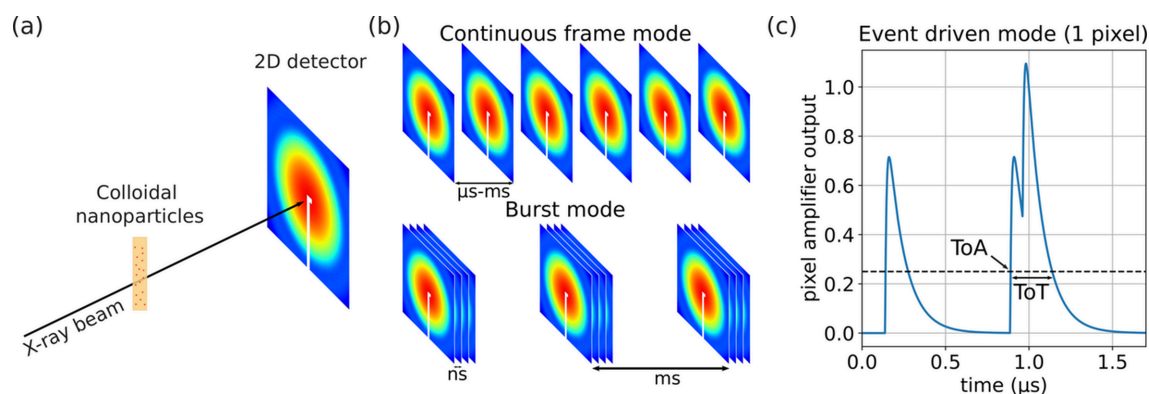 (a)
2D detector
Colloidal
nanoparticles
X-ray beam
(b)
Continuous frame mode
μs-ms
Burst mode
ns
ms
(c)
Event driven mode (1 pixel)
pixel amplifier output
1.0
0.8
0.6
0.4
0.2
0.0
ToA
ToT
0.0 0.5 1.0 1.5
time (μs)